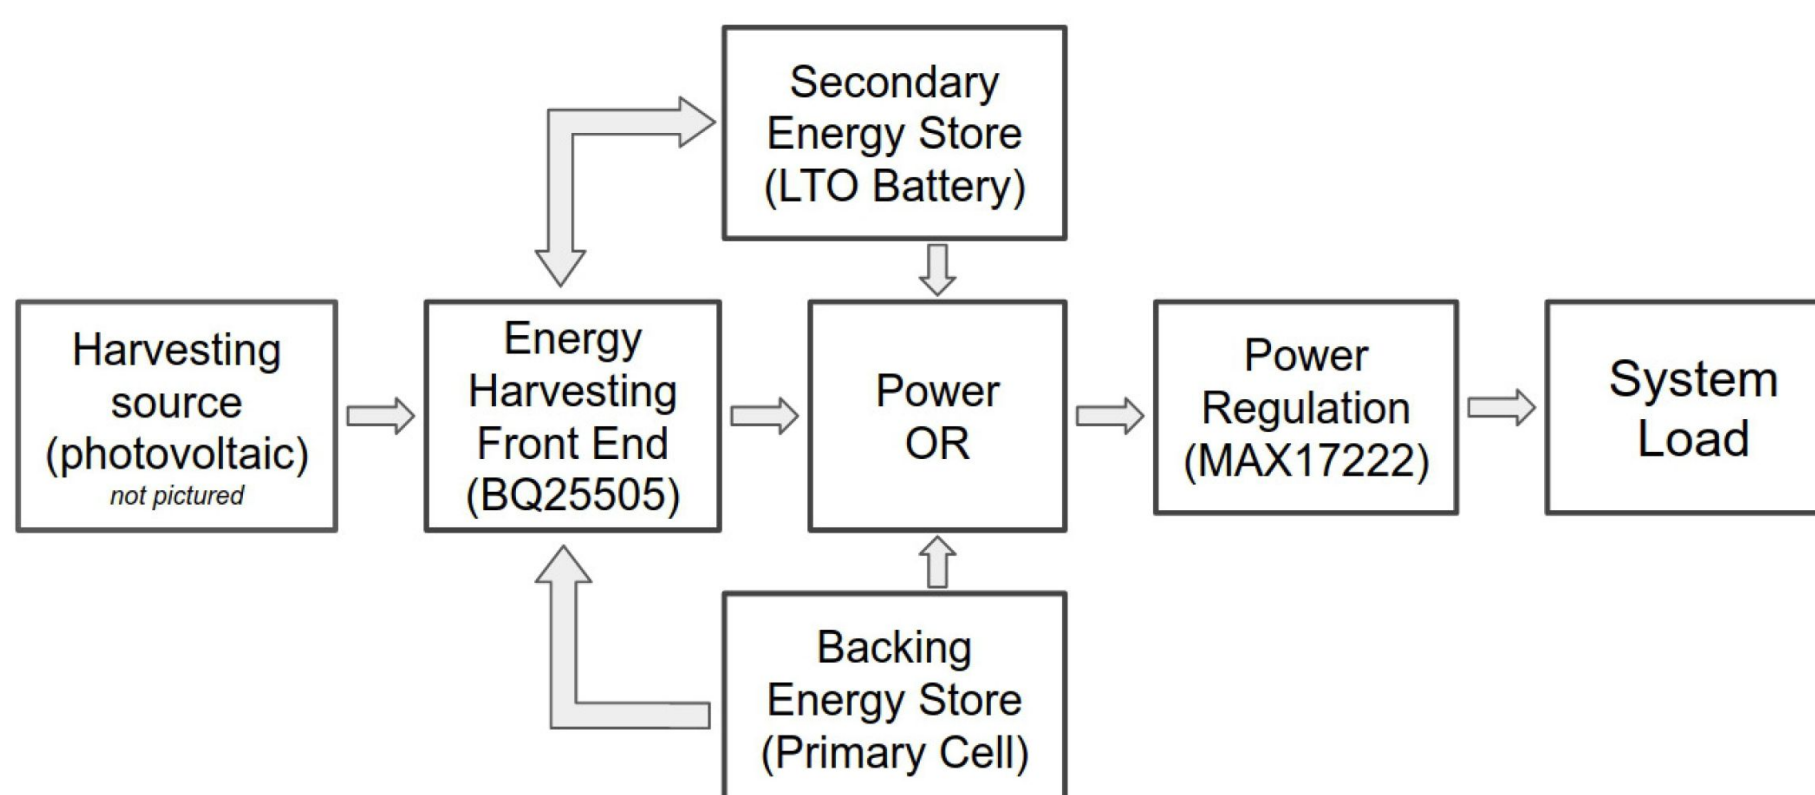 Secondary
Energy Store
(LTO Battery)
Harvesting
source
(photovoltaic)
not pictured
Energy
Harvesting
Front End
(BQ25505)
Power
OR
Power
Regulation
(MAX17222)
System
Load
Backing
Energy Store
(Primary Cell)